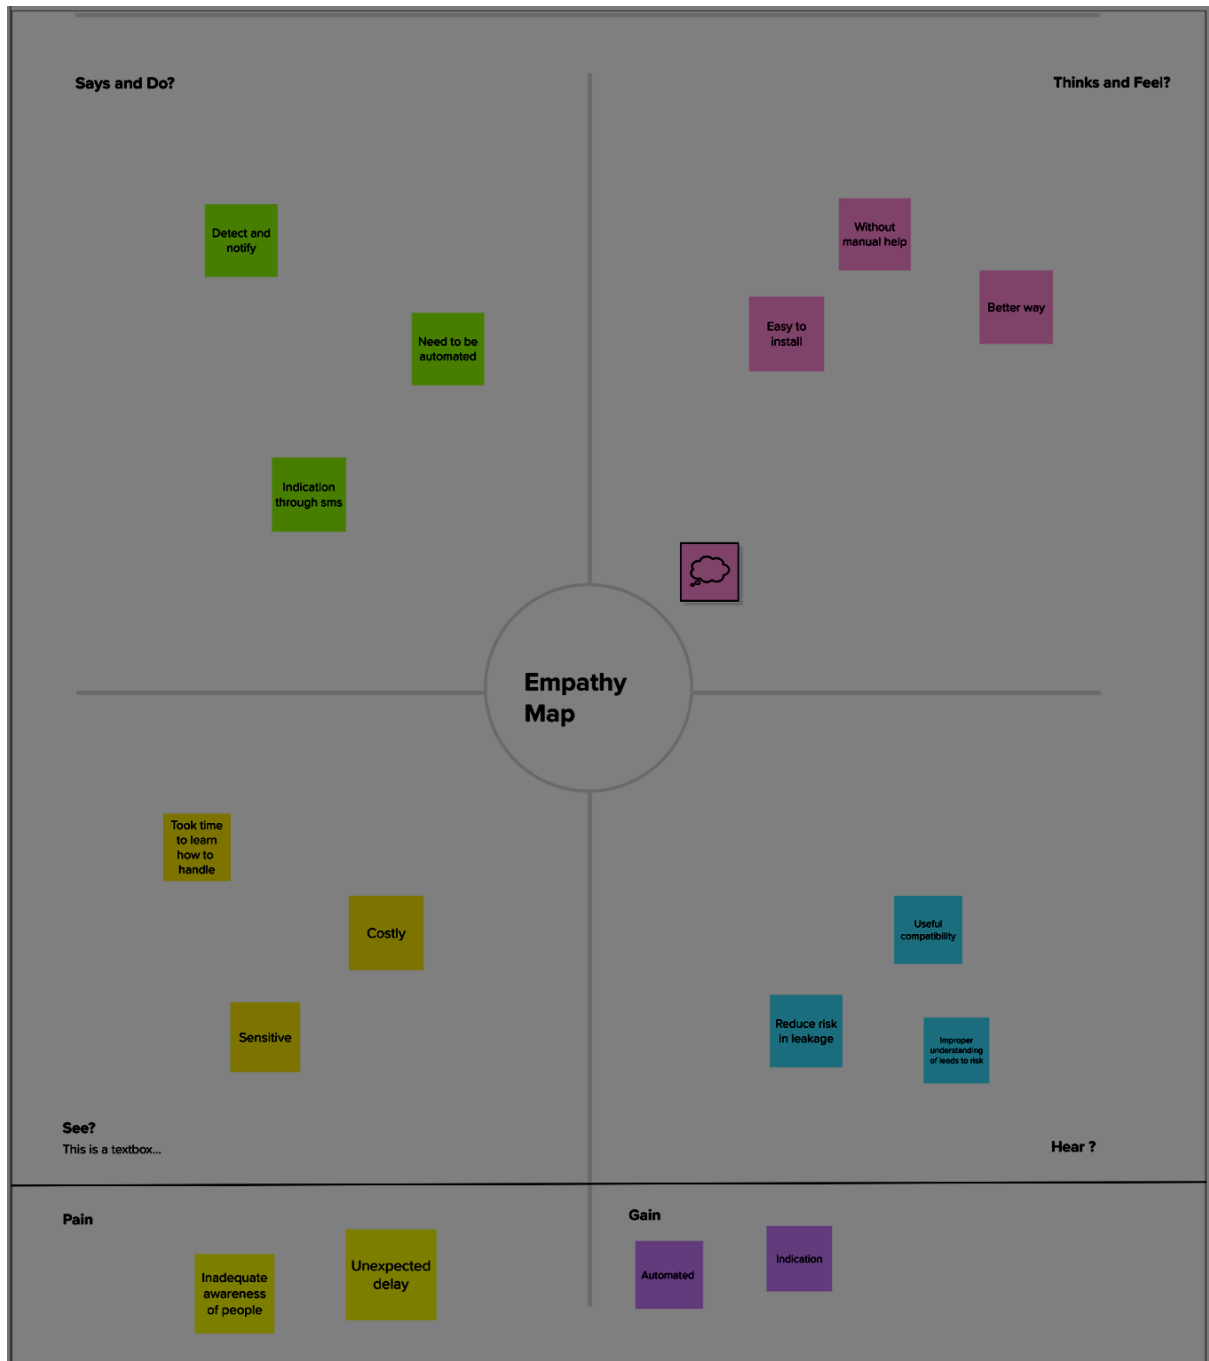 Says and Do?
Thinks and Feel?
Detect and
notify
Need to be
automated
Indication
through sms
Without
manual help
Better way
Easy to
install
Empathy
Map
Took time
to learn
how to
handle
Costly
Sensitive
See?
This is a textbox...
Useful
compatibility
Reduce risk
in leakage
Improper
understanding
of leads to risk
Hear ?
Pain
Inadequate
awareness
of people
Unexpected
delay
Gain
Automated
Indication